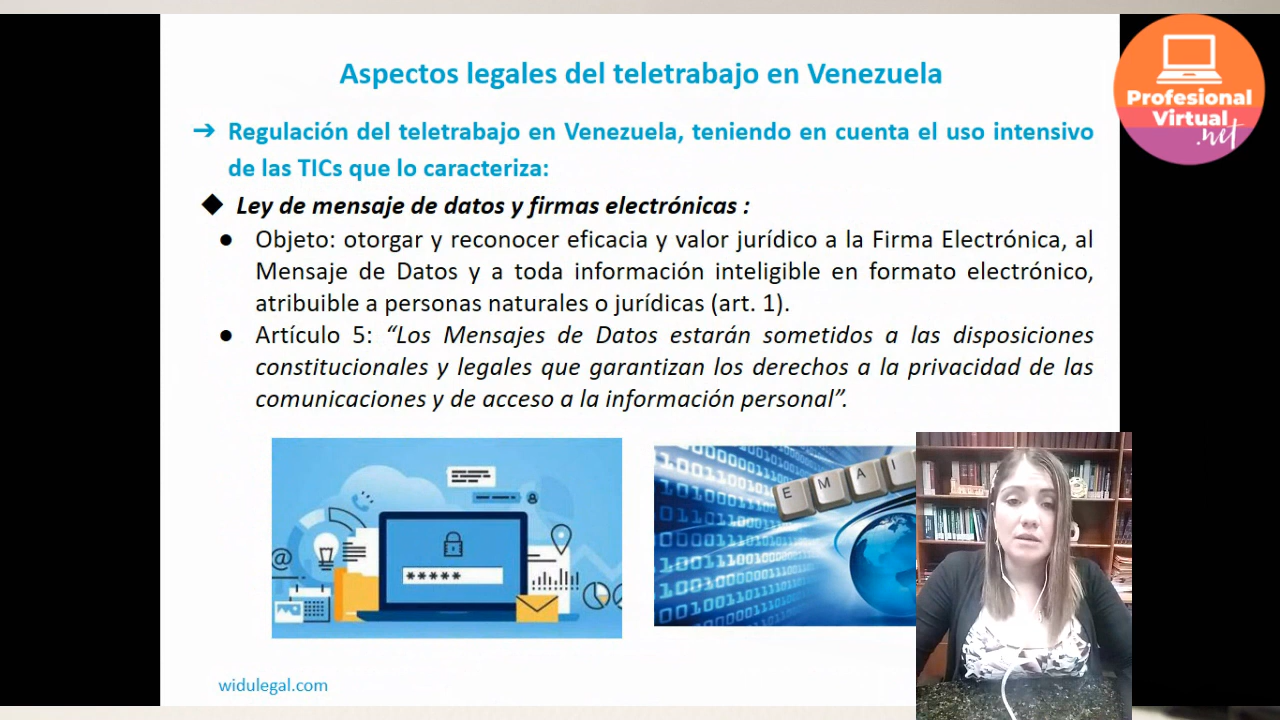 Aspectos legales del teletrabajo en Venezuela
Profesional
Virtual
.net
➔ Regulación del teletrabajo en Venezuela, teniendo en cuenta el uso intensivo
de las TICs que lo caracteriza:
◆ Ley de mensaje de datos y firmas electrónicas :
● Objeto: otorgar y reconocer eficacia y valor jurídico a la Firma Electrónica, al
Mensaje de Datos y a toda información inteligible en formato electrónico,
atribuible a personas naturales o jurídicas (art. 1).
● Artículo 5: “Los Mensajes de Datos estarán sometidos a las disposiciones
constitucionales y legales que garantizan los derechos a la privacidad de las
comunicaciones y de acceso a la información personal”.
@
*****
E M A I
widulegal.com